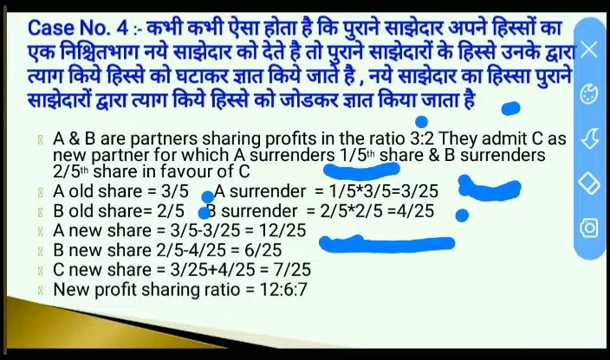 Case No. 4 :- कभी कभी ऐसा होता है कि पुराने साझेदार अपने हिस्सों का
एक निश्चितभाग नये साझेदार को देते है तो पुराने साझेदारों के हिस्से उनके द्वारा
त्याग किये हिस्से को घटाकर ज्ञात किये जाते है , नये साझेदार का हिस्सा पुराने
साझेदारों द्वारा त्याग किये हिस्से को जोडकर ज्ञात किया जाता है
A & B are partners sharing profits in the ratio 3:2 They admit C as
new partner for which A surrenders 1/5th share & B surrenders
2/5th share in favour of C
A old share = 3/5 A surrender = 1/5*3/5=3/25
B old share= 2/5 B surrender = 2/5*2/5 =4/25
A new share = 3/5-3/25 = 12/25
B new share 2/5-4/25 = 6/25
C new share = 3/25+4/25 = 7/25
New profit sharing ratio = 12:6:7